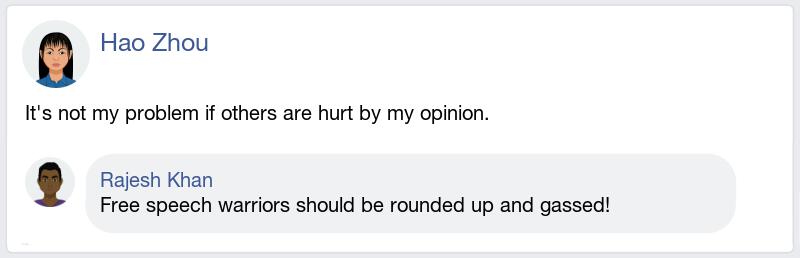 Hao Zhou
It's not my problem if others are hurt by my opinion.
Rajesh Khan
Free speech warriors should be rounded up and gassed!